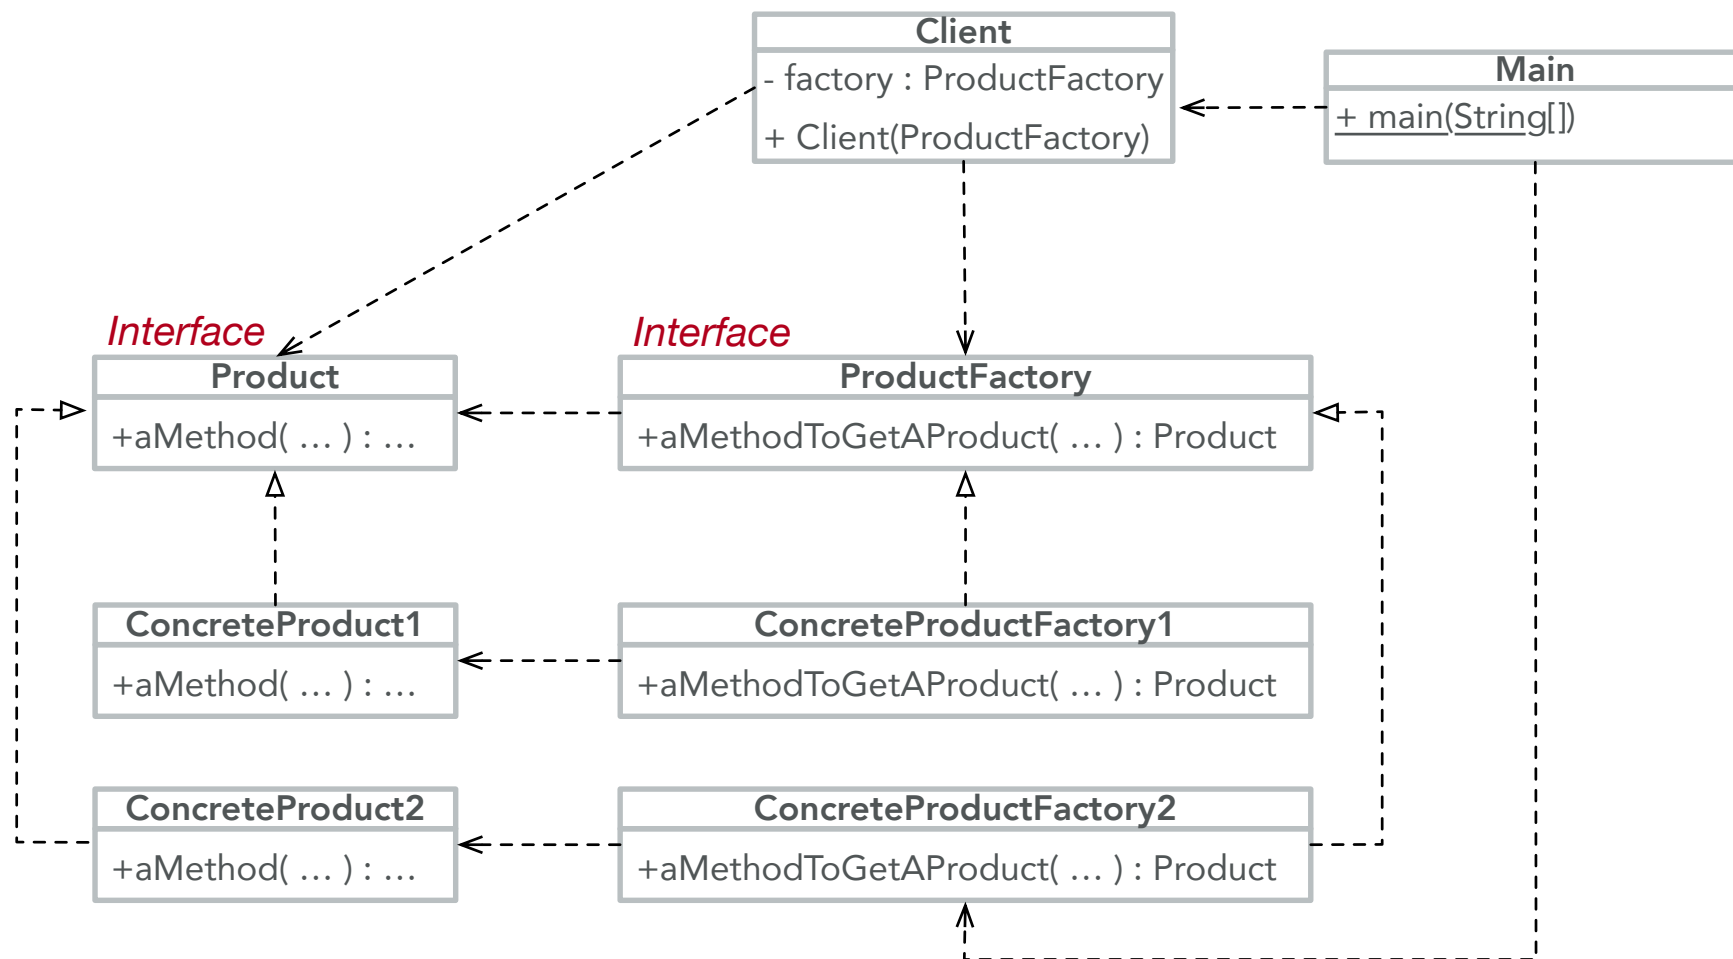 Client
- factory : ProductFactory
+ Client(ProductFactory)
Main
+ main(String[])
Interface
Product
+aMethod( … ) : …
Interface
ProductFactory
+aMethodToGetAProduct( … ) : Product
ConcreteProduct1
+aMethod( … ) : …
ConcreteProductFactory1
+aMethodToGetAProduct( … ) : Product
ConcreteProduct2
+aMethod( … ) : …
ConcreteProductFactory2
+aMethodToGetAProduct( … ) : Product